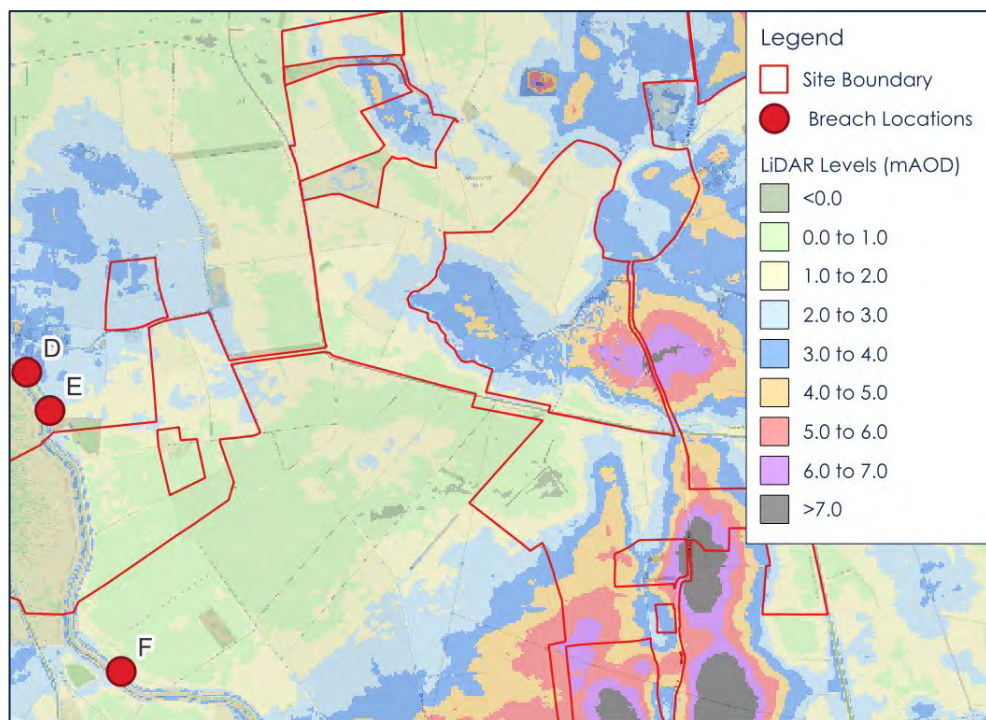 D
E
F
Legend
Site Boundary
Breach Locations
LiDAR Levels (mAOD)
<0.0
0.0 to 1.0
1.0 to 2.0
2.0 to 3.0
3.0 to 4.0
4.0 to 5.0
5.0 to 6.0
6.0 to 7.0
>7.0